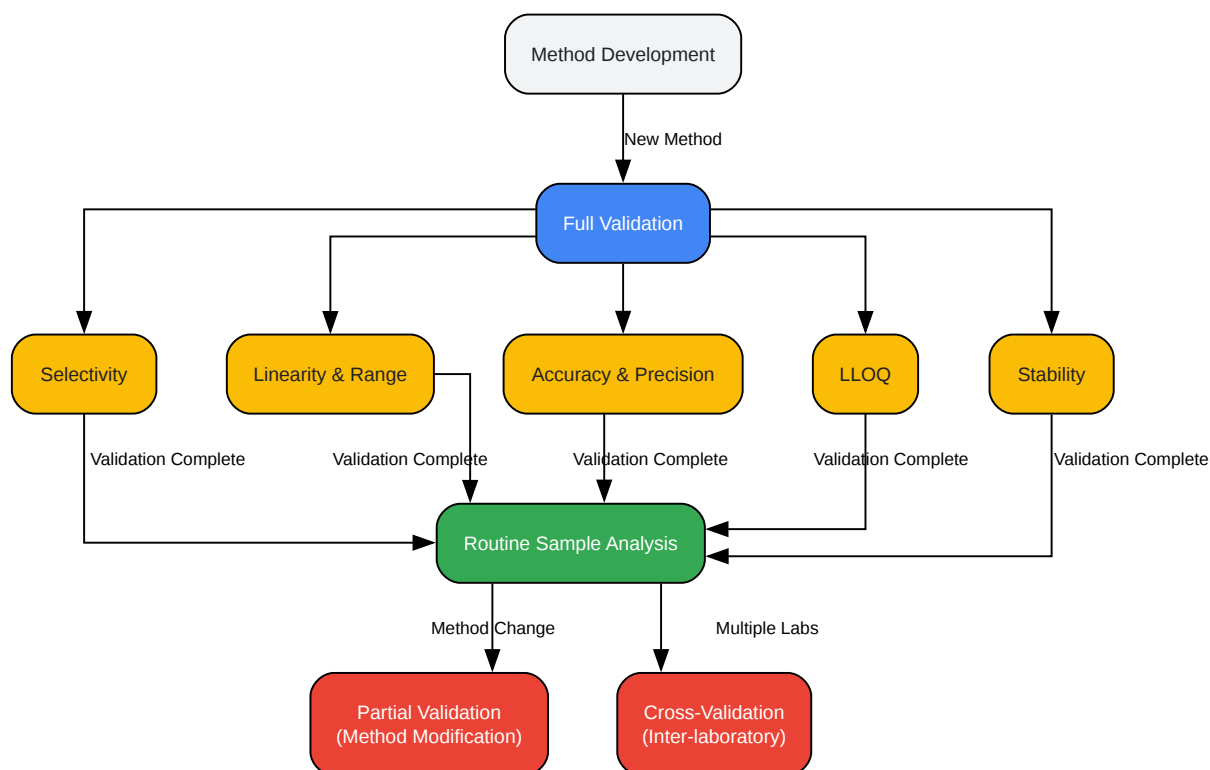 Method Development
New Method
Full Validation
Selectivity
Linearity & Range
Accuracy & Precision
LLOQ
Stability
Validation Complete
Validation Complete
Validation Complete
Validation Complete
Validation Complete
Routine Sample Analysis
Method Change
Multiple Labs
Partial Validation
(Method Modification)
Cross-Validation
(Inter-laboratory)